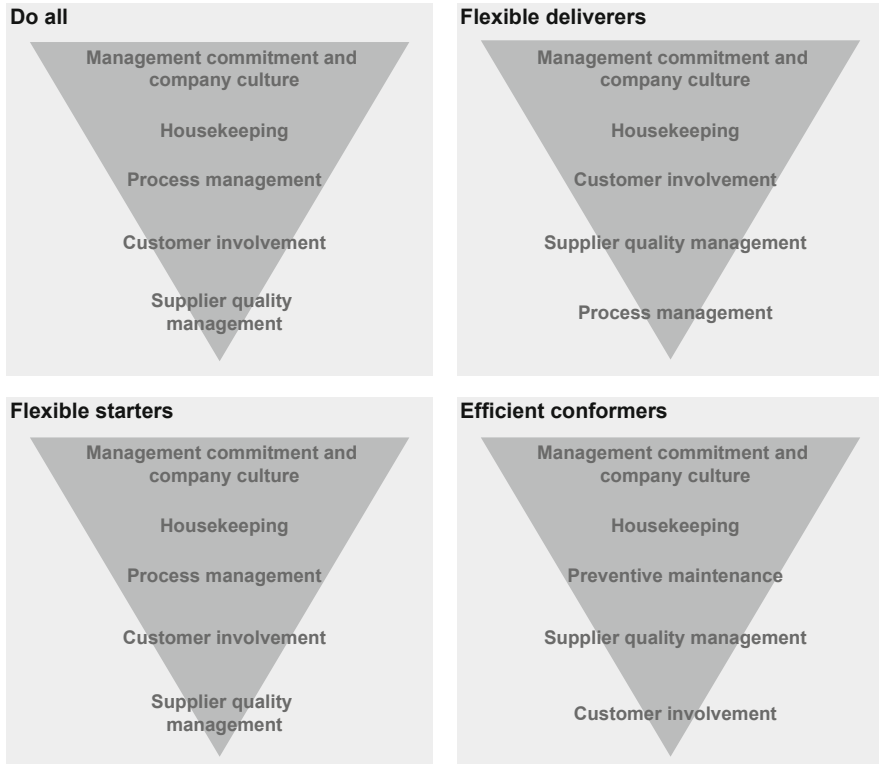 Do all
Management commitment and
company culture
Housekeeping
Process management
Customer involvement
Supplier quality
management
Flexible deliverers
Management commitment and
company culture
Housekeeping
Customer involvement
Supplier quality management
Process management
Flexible starters
Management commitment and
company culture
Housekeeping
Process management
Customer involvement
Supplier quality
management
Efficient conformers
Management commitment and
company culture
Housekeeping
Preventive maintenance
Supplier quality management
Customer involvement